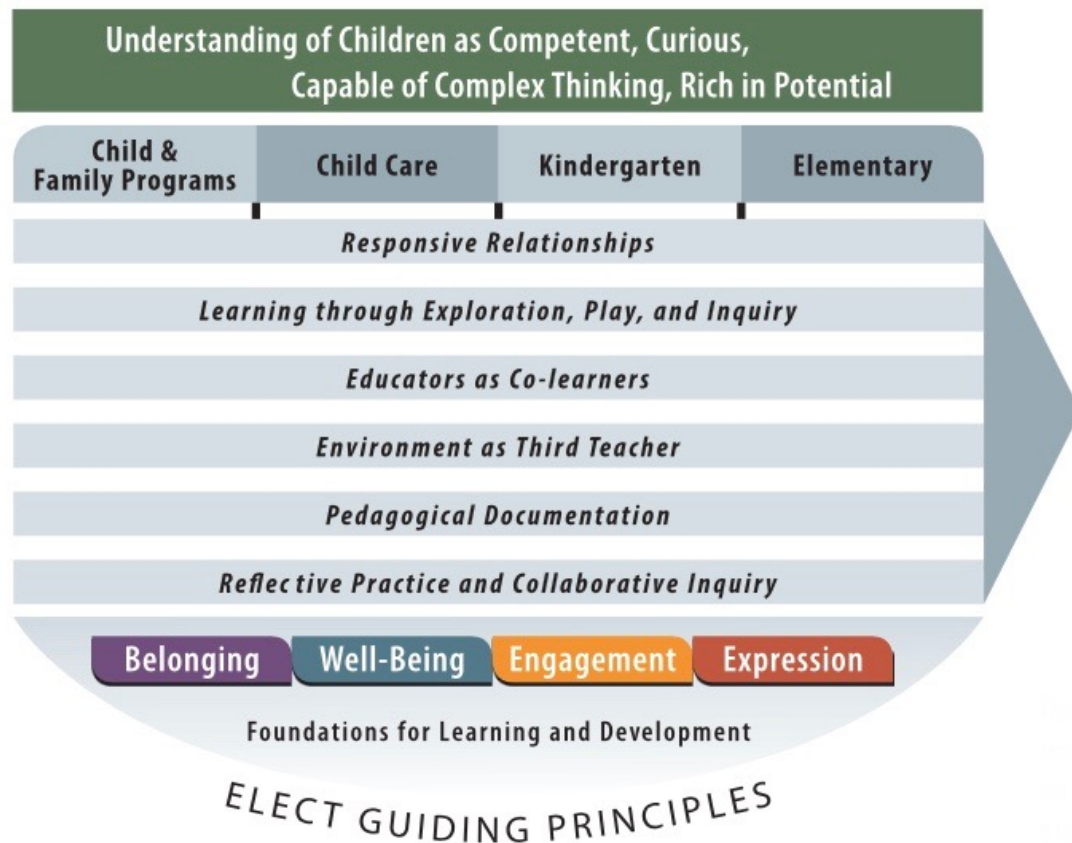 Understanding of Children as Competent, Curious,
Capable of Complex Thinking, Rich in Potential
Child &
Family Programs
Child Care
Kindergarten
Elementary
Responsive Relationships
Learning through Exploration, Play, and Inquiry
Educators as Co-learners
Environment as Third Teacher
Pedagogical Documentation
Reflective Practice and Collaborative Inquiry
Belonging
Well-Being
Engagement
Expression
Foundations for Learning and Development
ELECT GUIDING PRINCIPLES